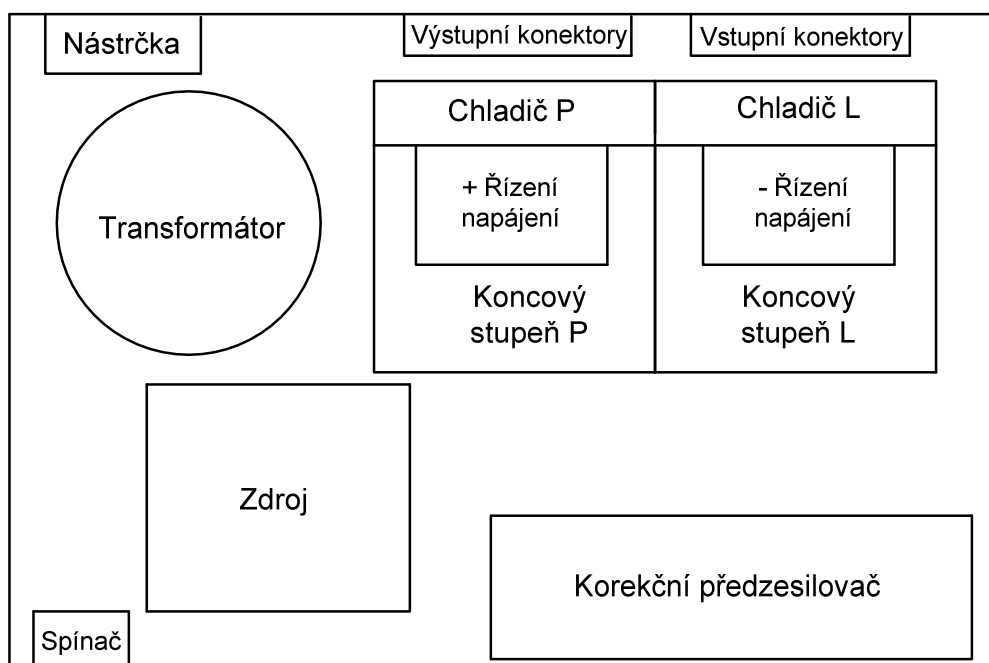 Nástrčka
Výstupní konektory
Vstupní konektory
Chladič P
Chladič L
+ Řízení
napájení
- Řízení
napájení
Transformátor
Koncový
stupeň P
Koncový
stupeň L
Zdroj
Korekční předzesilovač
Spínač